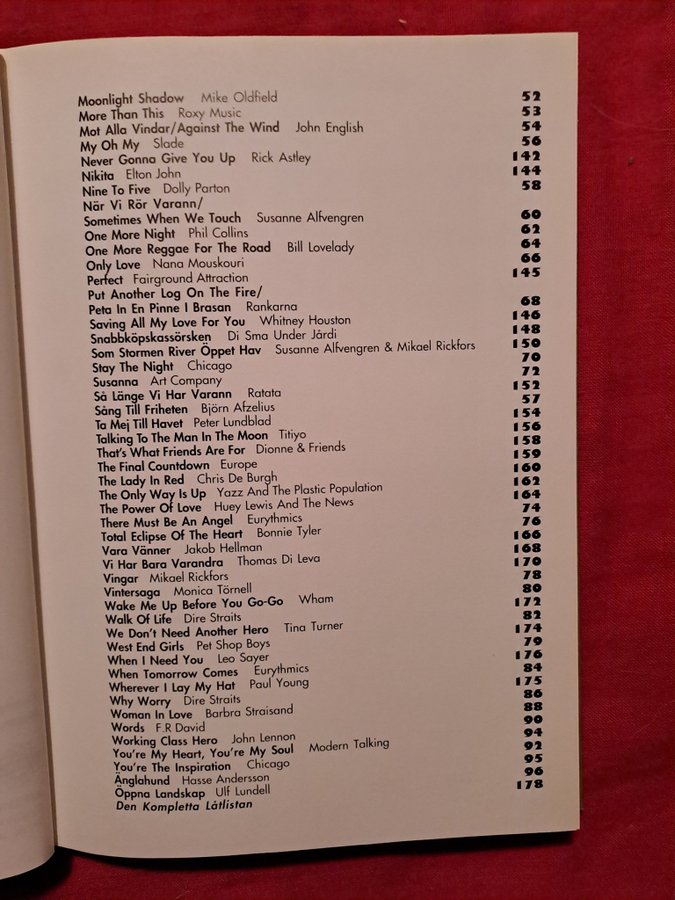 Moonlight Shadow Mike Oldfield 52
More Than This Roxy Music 53
Mot Alla Vindar/Against The Wind John English 54
My Oh My Slade 56
Never Gonna Give You Up Rick Astley 142
Nikita Elton John 144
Nine To Five Dolly Parton 58
När Vi Rör Varann/
Sometimes When We Touch Susanne Alfvengren 60
One More Night Phil Collins 62
One More Reggae For The Road Bill Lovelady 64
Only Love Nana Mouskouri 66
Perfect Fairground Attraction 145
Put Another Log On The Fire/
Peta In En Pinne I Brasan Rankarna 68
Saving All My Love For You Whitney Houston 146
Snabbköpskassörsken Di Sma Under Jårdi 148
Som Stormen River Öppet Hav Susanne Alfvengren & Mikael Rickfors 150
Stay The Night Chicago 70
Susanna Art Company 72
Så Länge Vi Har Varann Ratata 152
Sång Till Friheten Björn Afzelius 57
Ta Mej Till Havet Peter Lundblad 154
Talking To The Man In The Moon Titiyo 156
That's What Friends Are For Dionne & Friends 158
The Final Countdown Europe 159
The Lady In Red Chris De Burgh 160
The Only Way Is Up Yazz And The Plastic Population 162
The Power Of Love Huey Lewis And The News 164
There Must Be An Angel Eurythmics 74
Total Eclipse Of The Heart Bonnie Tyler 76
Vara Vänner Jakob Hellman 166
Vi Har Bara Varandra Thomas Di Leva 168
Vingar Mikael Rickfors 170
Vintersaga Monica Törnell 78
Wake Me Up Before You Go-Go Wham 80
Walk Of Life Dire Straits 172
We Don't Need Another Hero Tina Turner 82
West End Girls Pet Shop Boys 174
When I Need You Leo Sayer 79
When Tomorrow Comes Eurythmics 176
Wherever I Lay My Hat Paul Young 84
Why Worry Dire Straits 175
Woman In Love Barbra Straisand 86
Words F.R David 88
Working Class Hero John Lennon 90
You're My Heart, You're My Soul Modern Talking 94
You're The Inspiration Chicago 92
Änglahund Hasse Andersson 95
Öppna Landskap Ulf Lundell 96
Den Kompletta Låtlistan 178